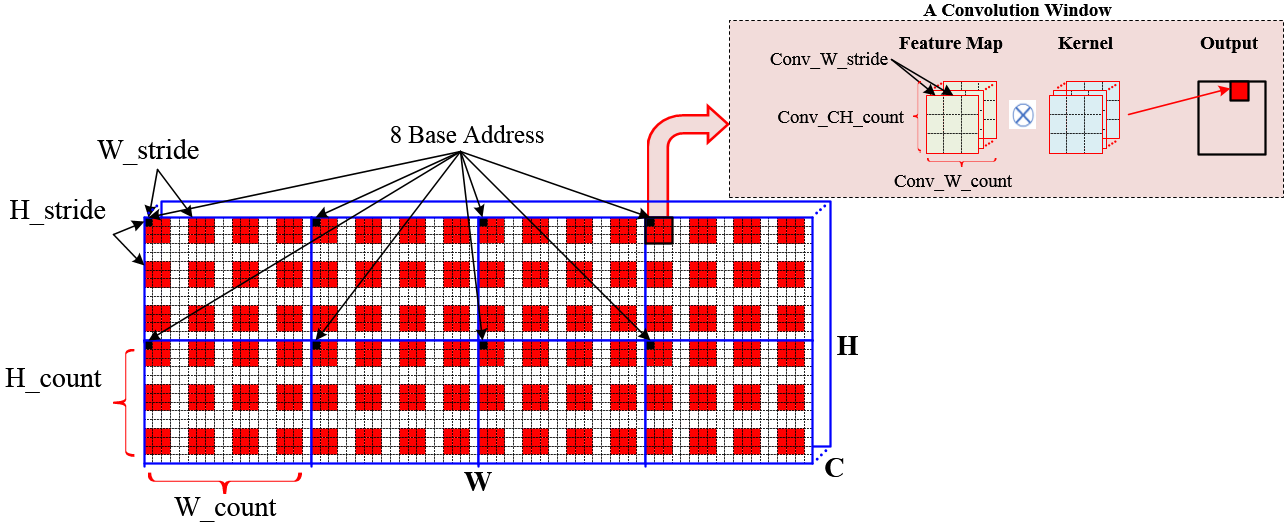 A Convolution Window
Feature Map
Kernel
Output
Conv_W_stride
Conv_CH_count
Conv_W_count
8 Base Address
W_stride
H_stride
H_count
H
C
W
W_count